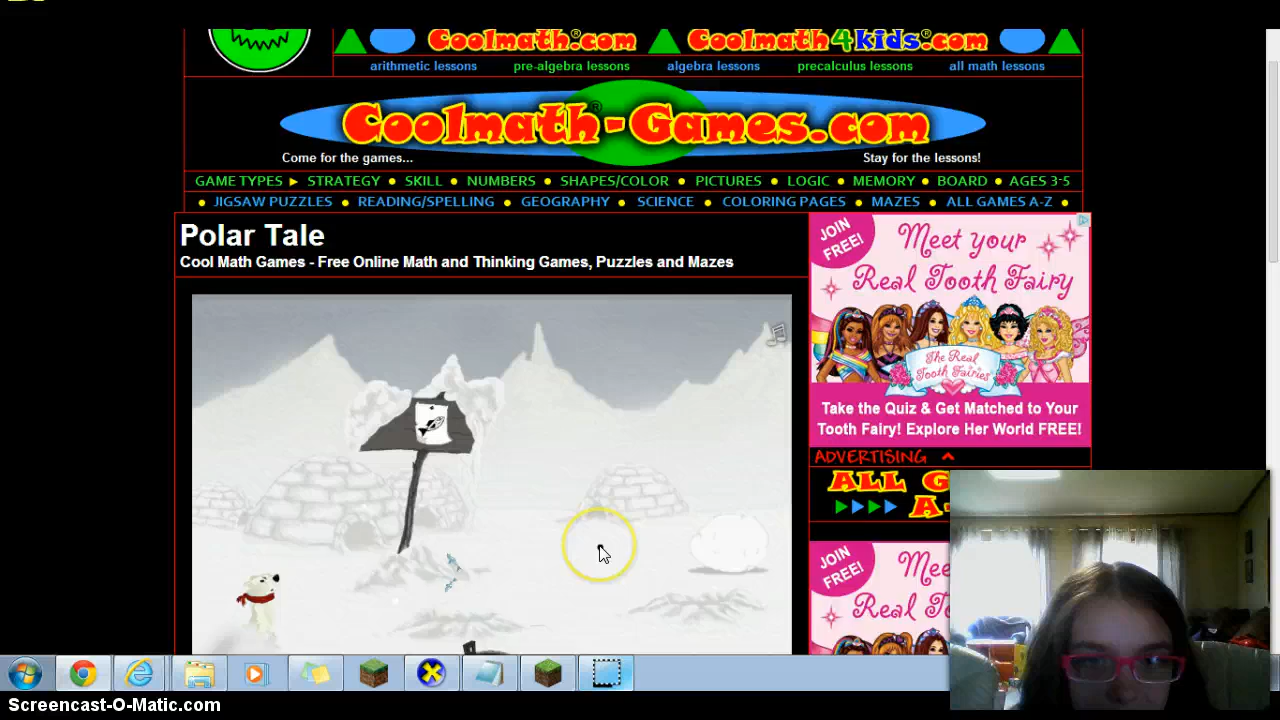 Coolmath®.com
Coolmath4kids®.com
arithmetic lessons
pre-algebra lessons
algebra lessons
precalculus lessons
all math lessons
Coolmath®-Games.com
Come for the games...
Stay for the lessons!
GAME TYPES ► STRATEGY • SKILL • NUMBERS • SHAPES/COLOR • PICTURES • LOGIC • MEMORY • BOARD • AGES 3-5
• JIGSAW PUZZLES • READING/SPELLING • GEOGRAPHY • SCIENCE • COLORING PAGES • MAZES • ALL GAMES A-Z •
Polar Tale
Cool Math Games - Free Online Math and Thinking Games, Puzzles and Mazes
JOIN
FREE!
Meet your
Real Tooth Fairy
The Real
Tooth Fairies
Take the Quiz & Get Matched to Your
Tooth Fairy! Explore Her World FREE!
ADVERTISING
ALL G
A-
JOIN
FREE!
Mee
Real To
Screencast-O-Matic.com